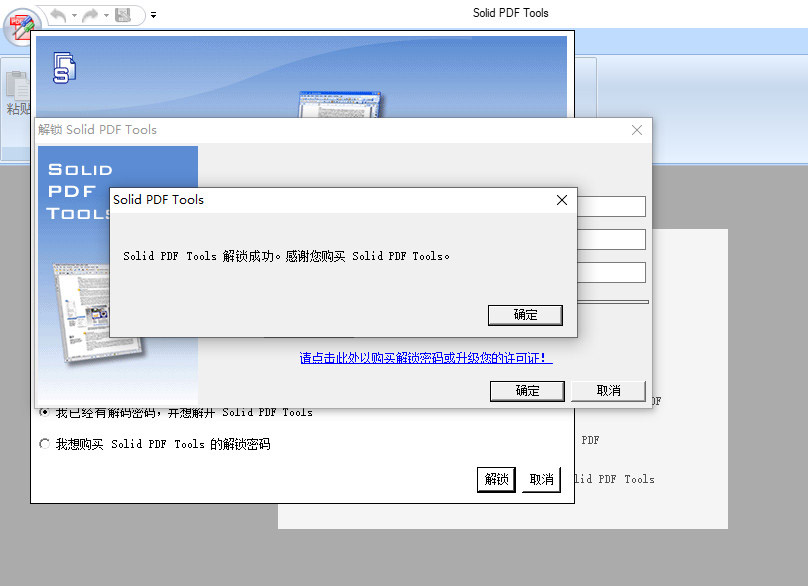 Solid PDF Tools
粘贴
解锁 Solid PDF Tools
SOLID
PDF
TOOLS
Solid PDF Tools
Solid PDF Tools 解锁成功。感谢您购买 Solid PDF Tools。
确定
请点击此处以购买解锁密码或升级您的许可证!
确定
取消
我已经有解码密码，并想解开 Solid PDF Tools
DF
我想购买 Solid PDF Tools 的解锁密码
PDF
解锁
取消
lid PDF Tools